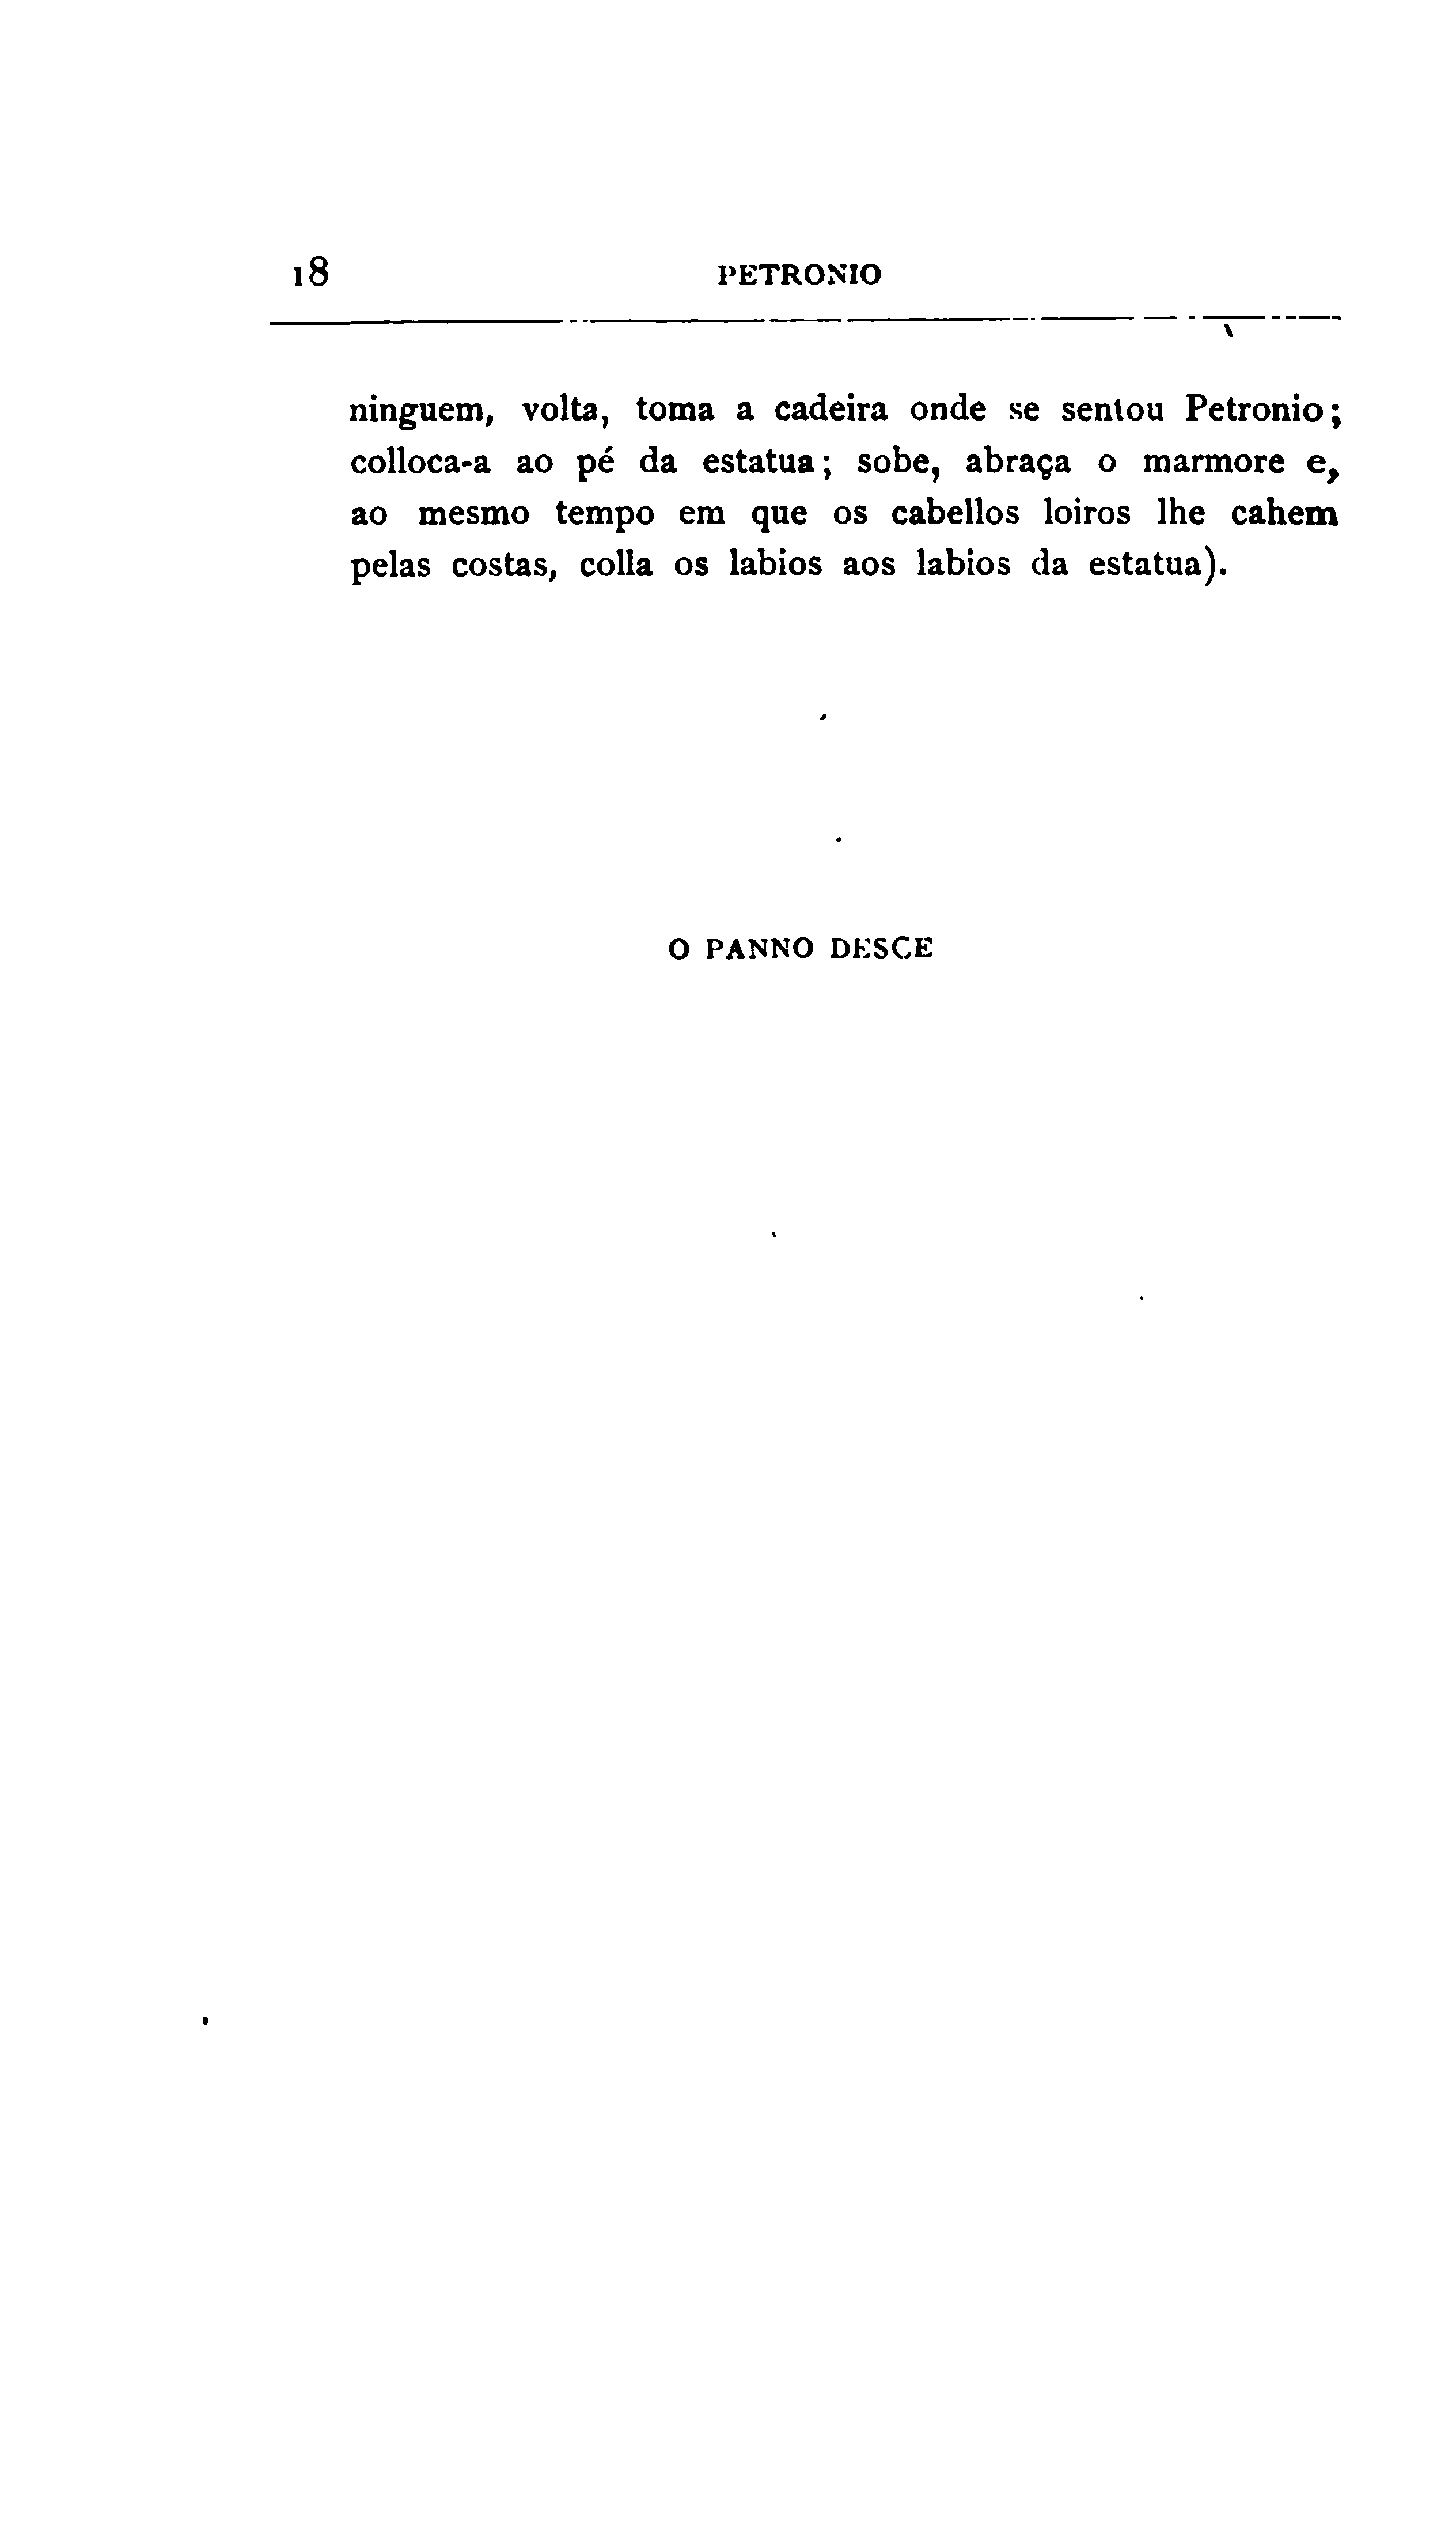 18 PETRONIO
ninguem, volta, toma a cadeira onde se sentou Petronio;
colloca-a ao pé da estatua; sobe, abraça o marmore e,
ao mesmo tempo em que os cabellos loiros lhe cahem
pelas costas, colla os labios aos labios da estatua).
O PANNO DESCE